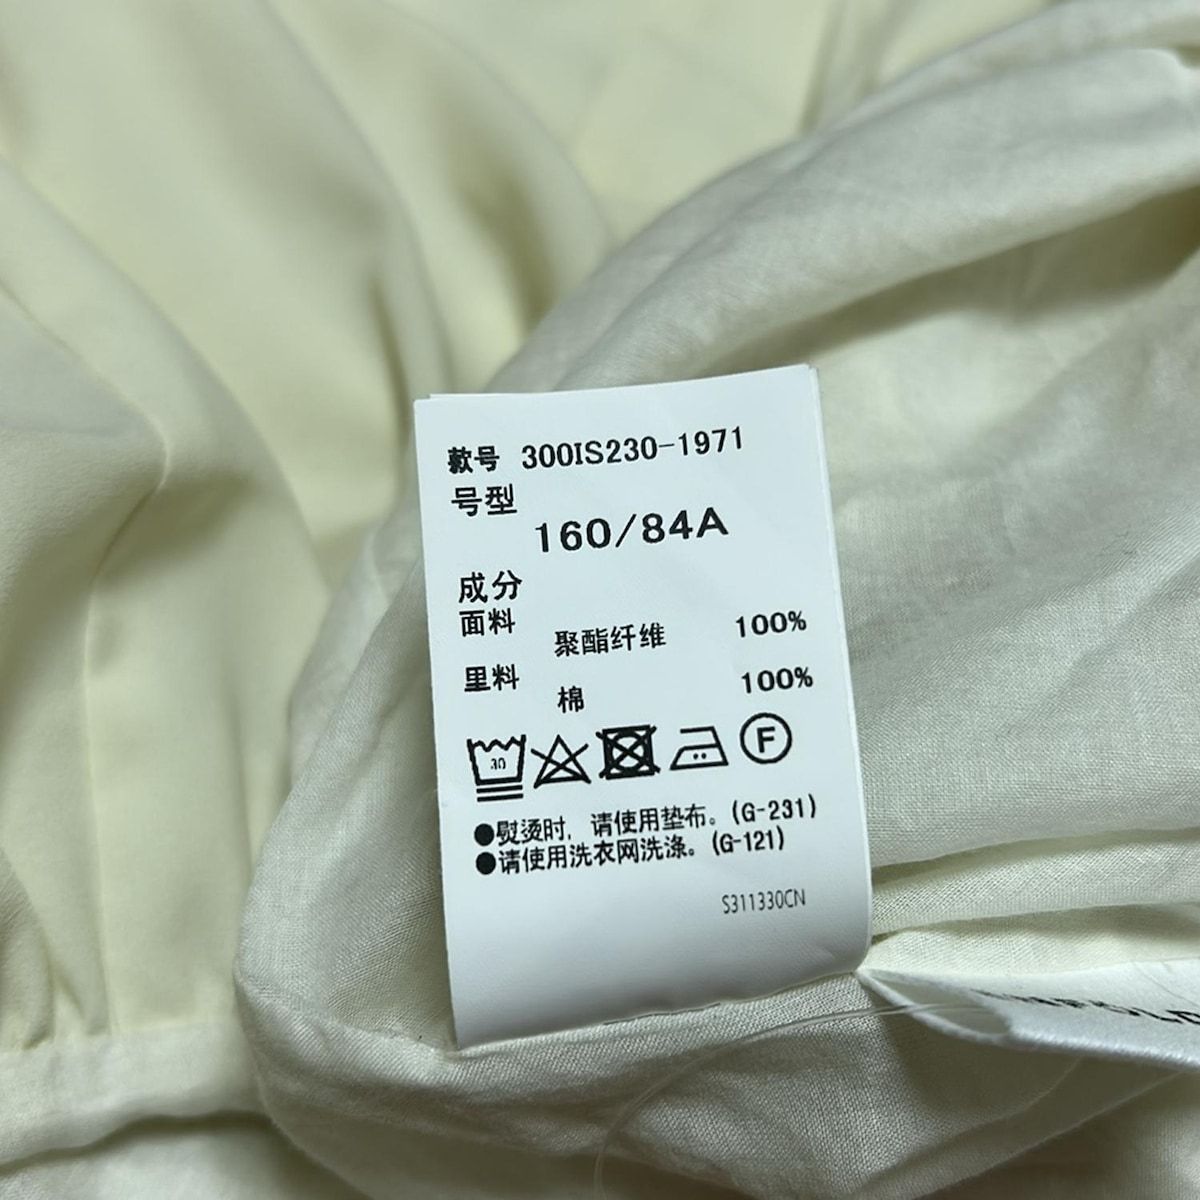 款号 300IS230-1971
号型
160/84A
成分
面料 聚酯纤维 100%
里料 棉 100%
30
F
●熨烫时，请使用垫布。(G-231)
●请使用洗衣网洗涤。(G-121)
S311330CN